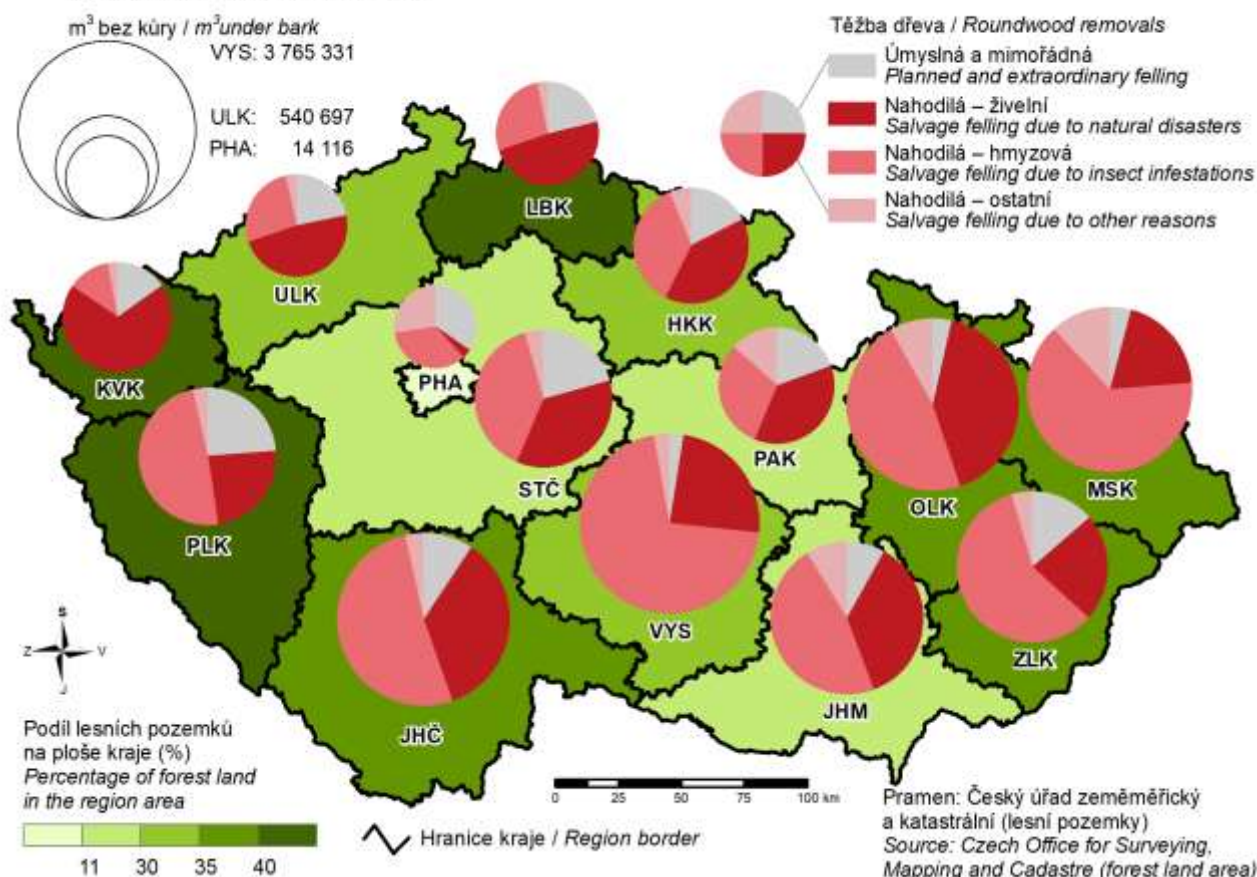 m³ bez kůry / m³under bark
VYS: 3 765 331
ULK: 540 697
PHA: 14 116
Těžba dřeva / Roundwood removals
Úmyslná a mimořádná
Planned and extraordinary felling
Nahodilá – živelní
Salvage felling due to natural disasters
Nahodilá – hmyzová
Salvage felling due to insect infestations
Nahodilá – ostatní
Salvage felling due to other reasons
LBK
ULK
HKK
KVK
PHA
PAK
STČ
OLK
MSK
PLK
VYS
ZLK
JHM
JHČ
S
Z
V
J
Podíl lesních pozemků
na ploše kraje (%)
Percentage of forest land
in the region area
11 30 35 40
Hranice kraje / Region border
0 25 50 75 100 km
Pramen: Český úřad zeměměřický
a katastrální (lesní pozemky)
Source: Czech Office for Surveying,
Mapping and Cadastre (forest land area)